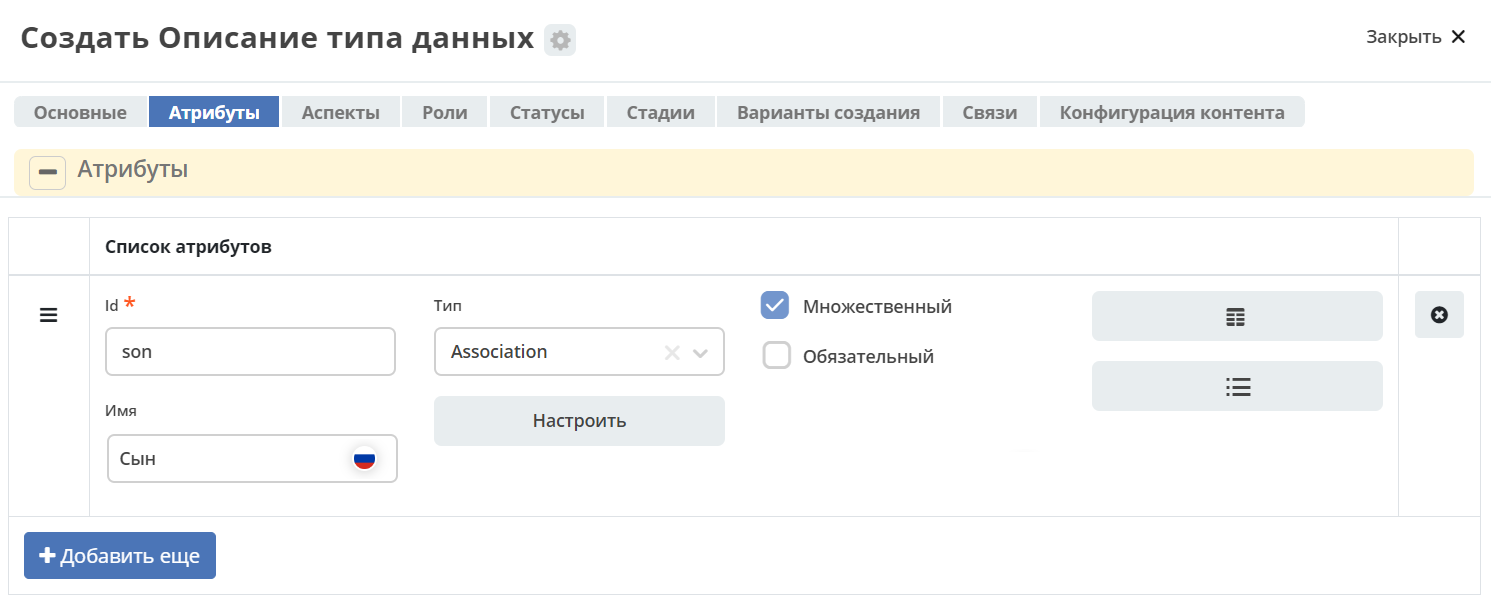 Создать Описание типа данных
Закрыть
Основные Атрибуты Аспекты Роли Статусы Стадии Варианты создания Связи Конфигурация контента
Атрибуты
Список атрибутов
Id * Тип
Множественный
son Association
Обязательный
Имя
Настроить
Сын
Добавить еще